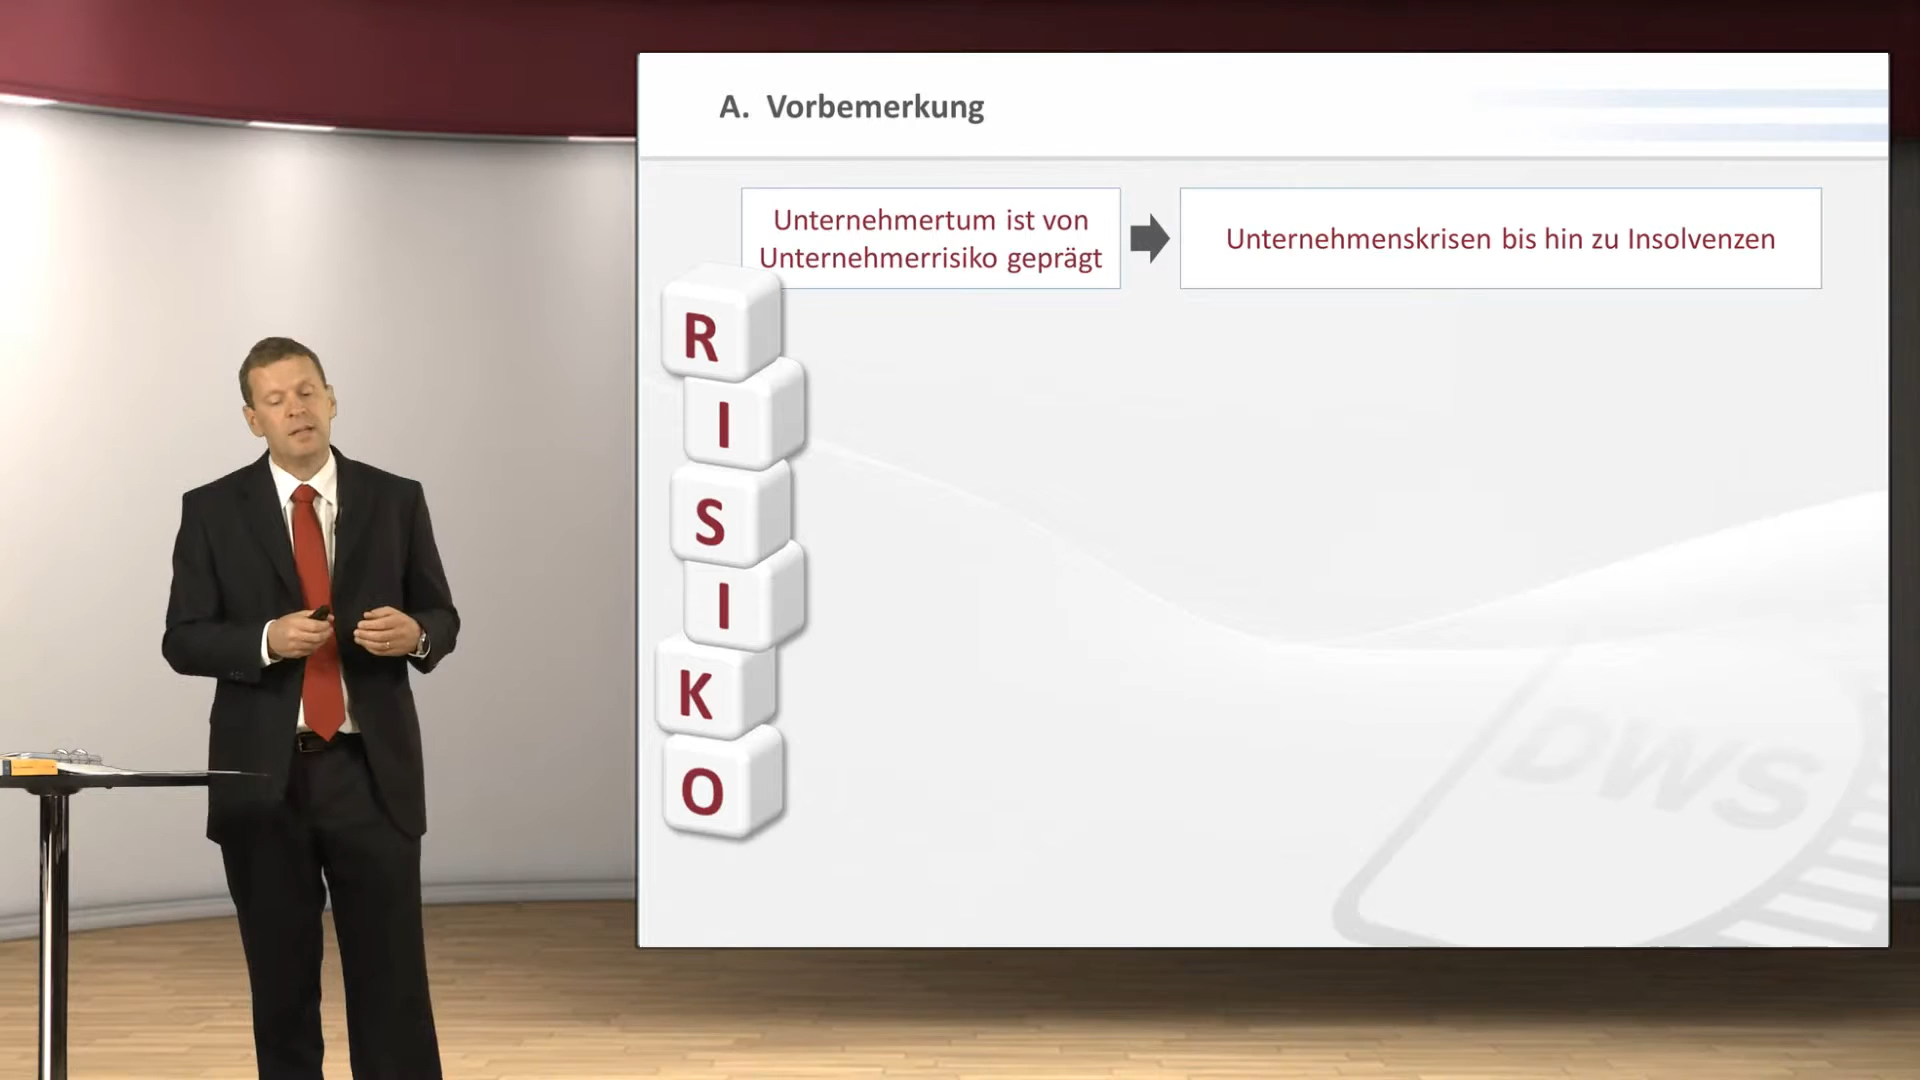 A. Vorbemerkung
Unternehmertum ist von
Unternehmerrisiko geprägt
Unternehmenskrisen bis hin zu Insolvenzen
R
I
S
I
K
O
DWS